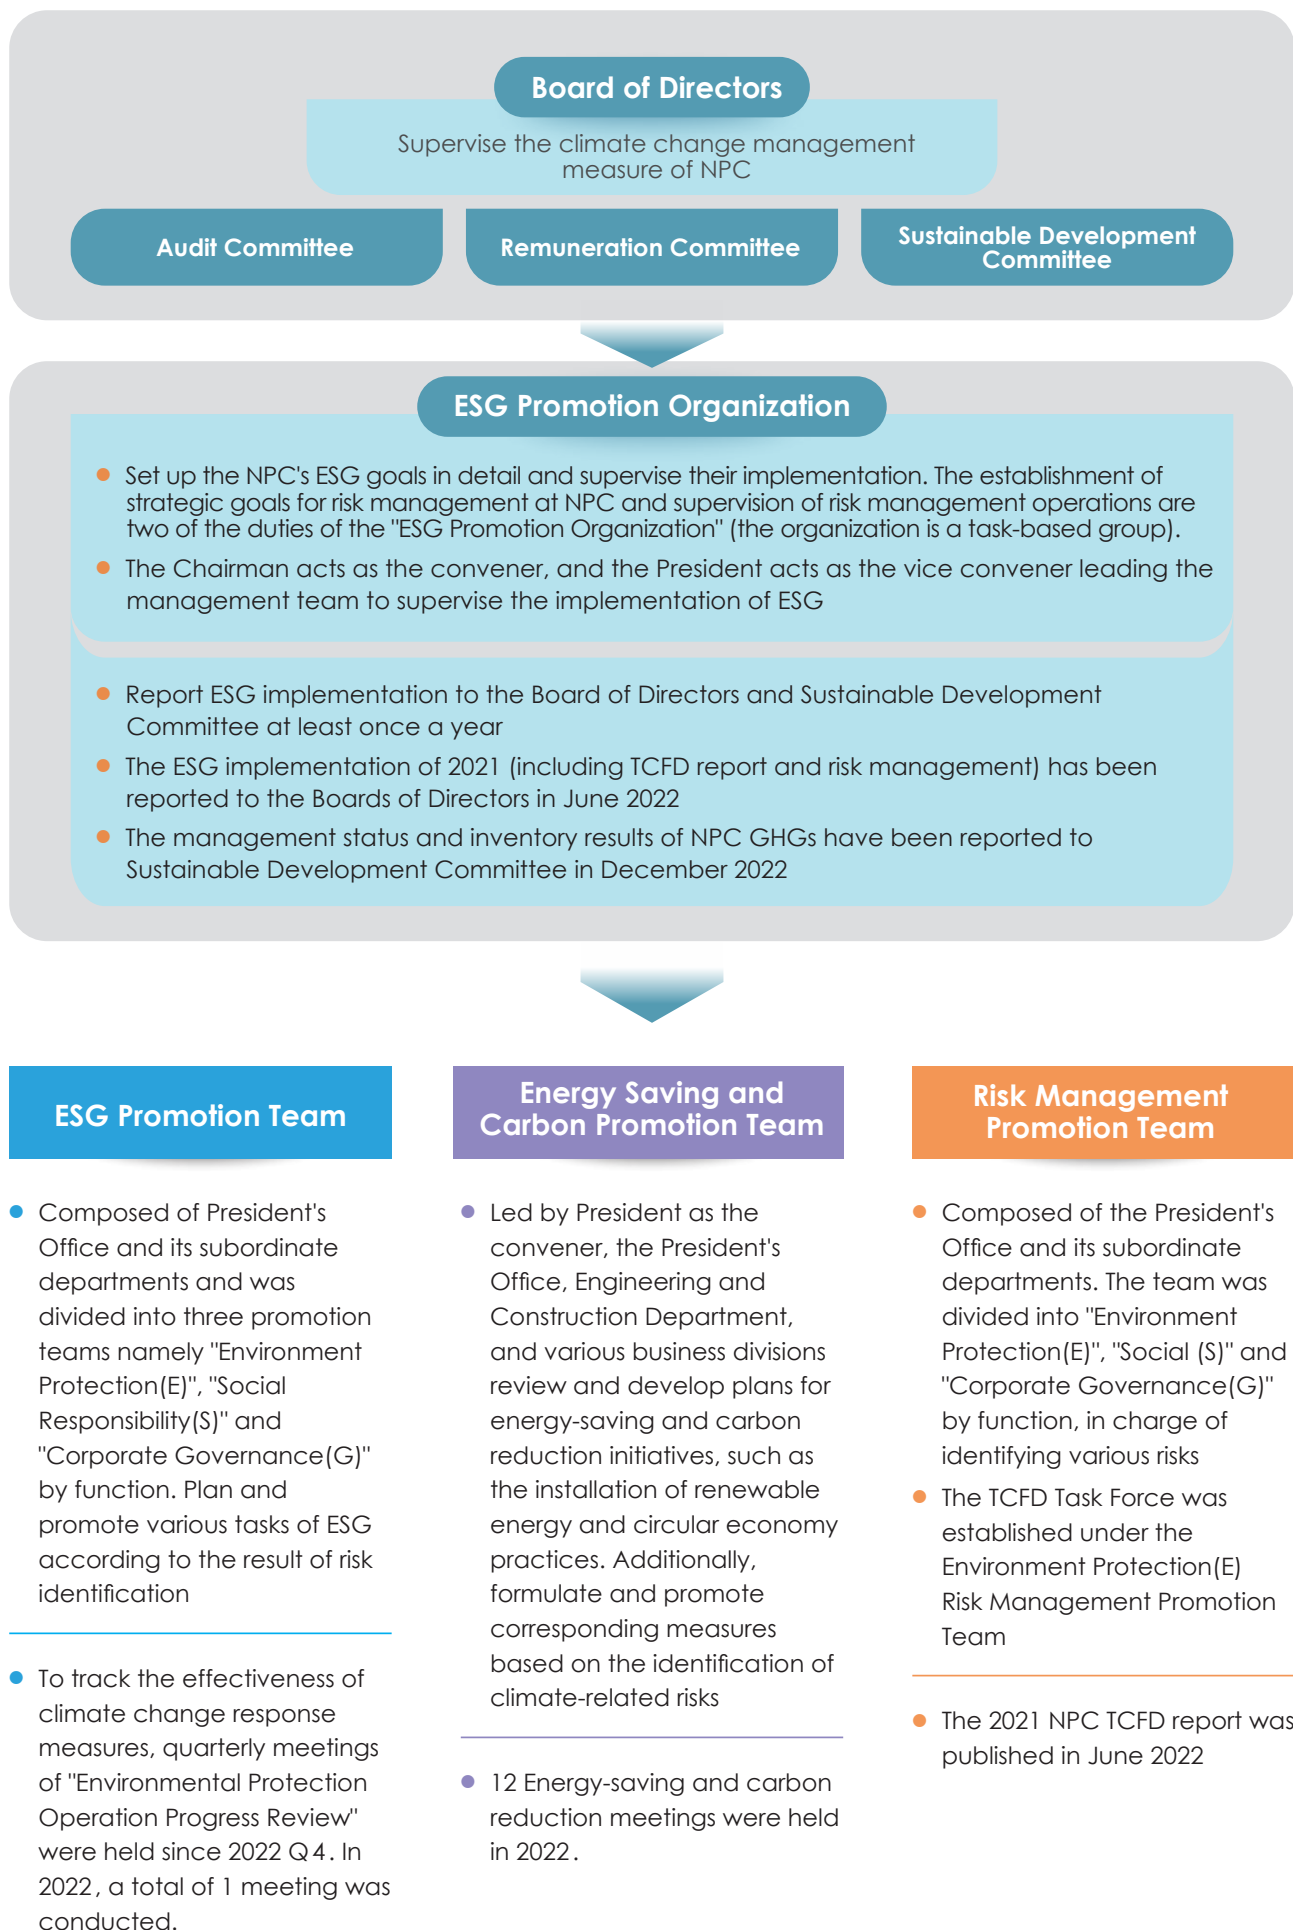 Board of Directors
Supervise the climate change management
measure of NPC
Audit Committee
Remuneration Committee
Sustainable Development
Committee
ESG Promotion Organization
● Set up the NPC's ESG goals in detail and supervise their implementation. The establishment of
strategic goals for risk management at NPC and supervision of risk management operations are
two of the duties of the "ESG Promotion Organization" (the organization is a task-based group).
● The Chairman acts as the convener, and the President acts as the vice convener leading the
management team to supervise the implementation of ESG
● Report ESG implementation to the Board of Directors and Sustainable Development
Committee at least once a year
● The ESG implementation of 2021 (including TCFD report and risk management) has been
reported to the Boards of Directors in June 2022
● The management status and inventory results of NPC GHGs have been reported to
Sustainable Development Committee in December 2022
ESG Promotion Team
● Composed of President's
Office and its subordinate
departments and was
divided into three promotion
teams namely "Environment
Protection(E)", "Social
Responsibility(S)" and
"Corporate Governance(G)"
by function. Plan and
promote various tasks of ESG
according to the result of risk
identification
● To track the effectiveness of
climate change response
measures, quarterly meetings
of "Environmental Protection
Operation Progress Review"
were held since 2022 Q4. In
2022, a total of 1 meeting was
conducted.
Energy Saving and
Carbon Promotion Team
● Led by President as the
convener, the President's
Office, Engineering and
Construction Department,
and various business divisions
review and develop plans for
energy-saving and carbon
reduction initiatives, such as
the installation of renewable
energy and circular economy
practices. Additionally,
formulate and promote
corresponding measures
based on the identification of
climate-related risks
● 12 Energy-saving and carbon
reduction meetings were held
in 2022.
Risk Management
Promotion Team
● Composed of the President's
Office and its subordinate
departments. The team was
divided into "Environment
Protection(E)", "Social (S)" and
"Corporate Governance(G)"
by function, in charge of
identifying various risks
● The TCFD Task Force was
established under the
Environment Protection(E)
Risk Management Promotion
Team
● The 2021 NPC TCFD report was
published in June 2022